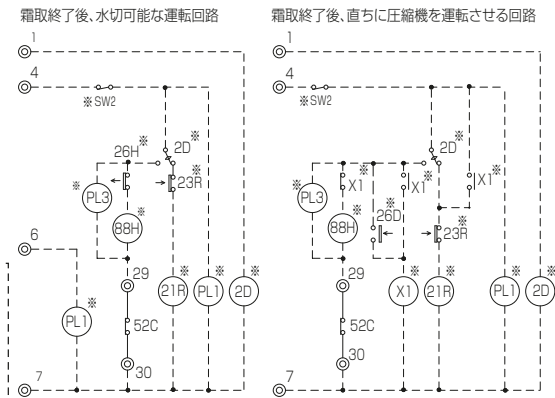 霜取終了後、水切可能な運転回路
1
4
※SW2
2D※
26H※
23R※
※PL3
88H※
6
29
21R※
PL1※
2D※
PL1※
52C
30
7
霜取終了後、直ちに圧縮機を運転させる回路
1
4
※SW2
2D※
※PL3
X1※
X1※
X1※
26D※
23R※
88H※
29
X1※
21R※
PL1※
2D※
52C
30
7